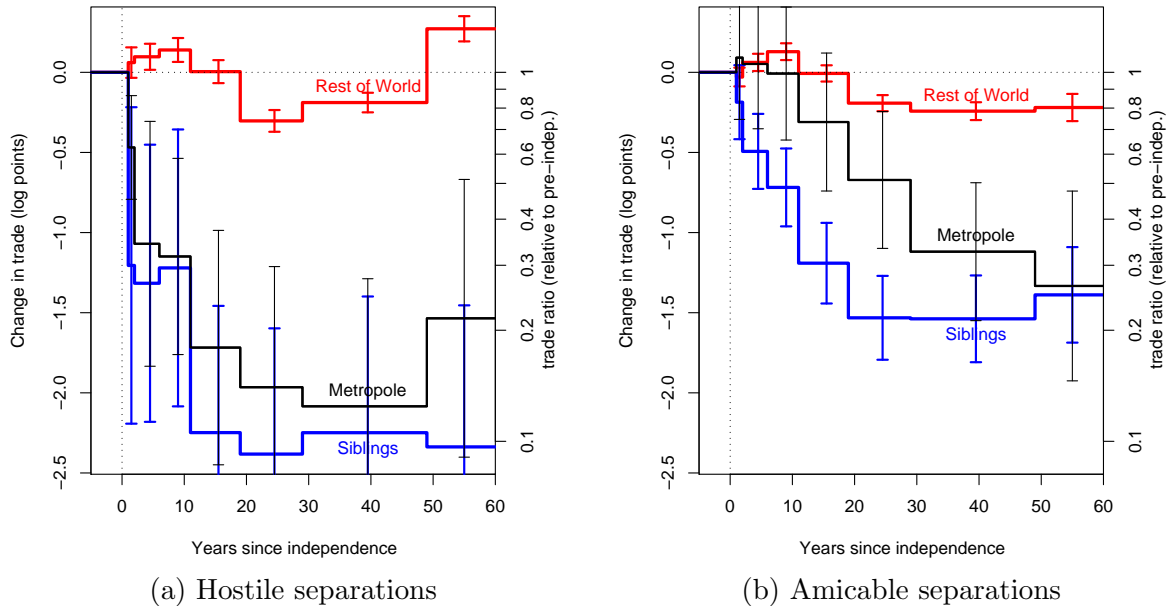 0.0
−0.5
−1.0
−1.5
−2.0
−2.5
Change in trade (log points)
Rest of World
Metropole
Siblings
1
0.8
0.6
0.4
0.3
0.2
0.1
trade ratio (relative to pre−indep.)
0 10 20 30 40 50 60
Years since independence
(a) Hostile separations
0.0
−0.5
−1.0
−1.5
−2.0
−2.5
Change in trade (log points)
Rest of World
Metropole
Siblings
1
0.8
0.6
0.4
0.3
0.2
0.1
trade ratio (relative to pre−indep.)
0 10 20 30 40 50 60
Years since independence
(b) Amicable separations